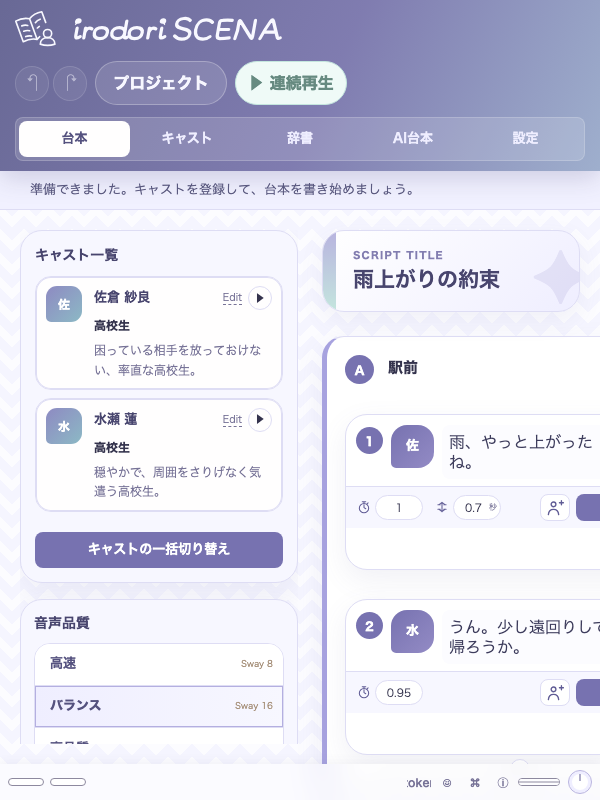 irodori SCENA
プロジェクト
連続再生
台本
キャスト
辞書
AI台本
設定
準備できました。キャストを登録して、台本を書き始めましょう。
キャスト一覧
佐
佐倉 紗良
Edit
高校生
困っている相手を放っておけな
い、率直な高校生。
水
水瀬 蓮
Edit
高校生
穏やかで、周囲をさりげなく気
遣う高校生。
キャストの一括切り替え
音声品質
高速
Sway 8
バランス
Sway 16
SCRIPT TITLE
雨上がりの約束
A
駅前
1
佐
雨、やっと上がった
ね。
1
0.7
秒
2
水
うん。少し遠回りして
帰ろうか。
0.95